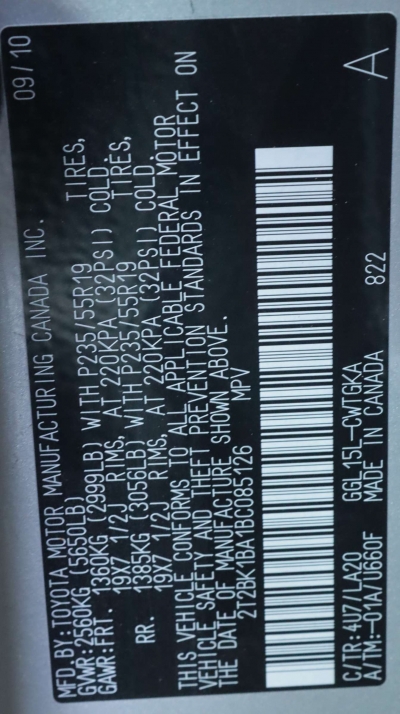 MFD.BY:TOYOTA MOTOR MANUFACTURING CANADA INC. 09/10
GVWR:2560KG (5650LB)
GAWR:FRT. 1360KG (2999LB) WITH P235/55R19 TIRES,
19X7 1/2J RIMS, AT 220KPA (32PSI) COLD.
RR. 1385KG (3056LB) WITH P235/55R19 TIRES,
19X7 1/2J RIMS, AT 220KPA (32PSI) COLD.
THIS VEHICLE CONFORMS TO ALL APPLICABLE FEDERAL MOTOR
VEHICLE SAFETY AND THEFT PREVENTION STANDARDS IN EFFECT ON
THE DATE OF MANUFACTURE SHOWN ABOVE.
2T2BK1BA1BC085126 MPV
C/TR:4U7/LA20 GGL15L-CWTGKA A
A/TM:-01A/U660F MADE IN CANADA 822